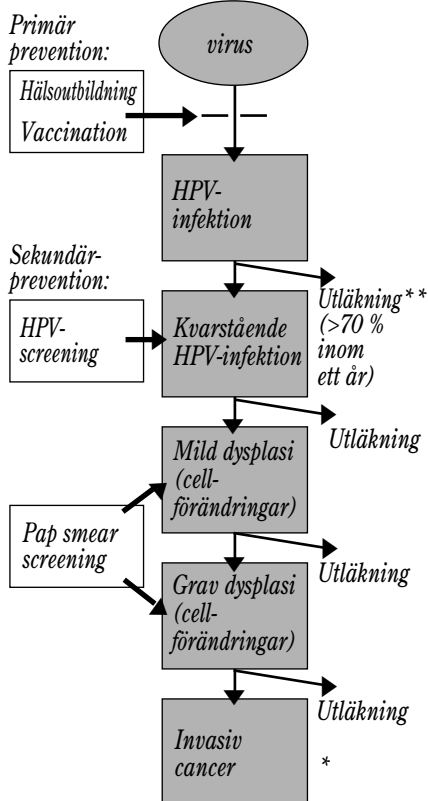 Primär
prevention:
virus
Hälsoutbildning
Vaccination
HPV-
infektion
Sekundär-
prevention:
Utläkning**
(>70 %
inom
ett år)
HPV-
screening
Kvarstående
HPV-infektion
Utläkning
Mild dysplasi
(cell-
förändringar)
Pap smear
screening
Utläkning
Grav dysplasi
(cell-
förändringar)
Utläkning
Invasiv
cancer
*